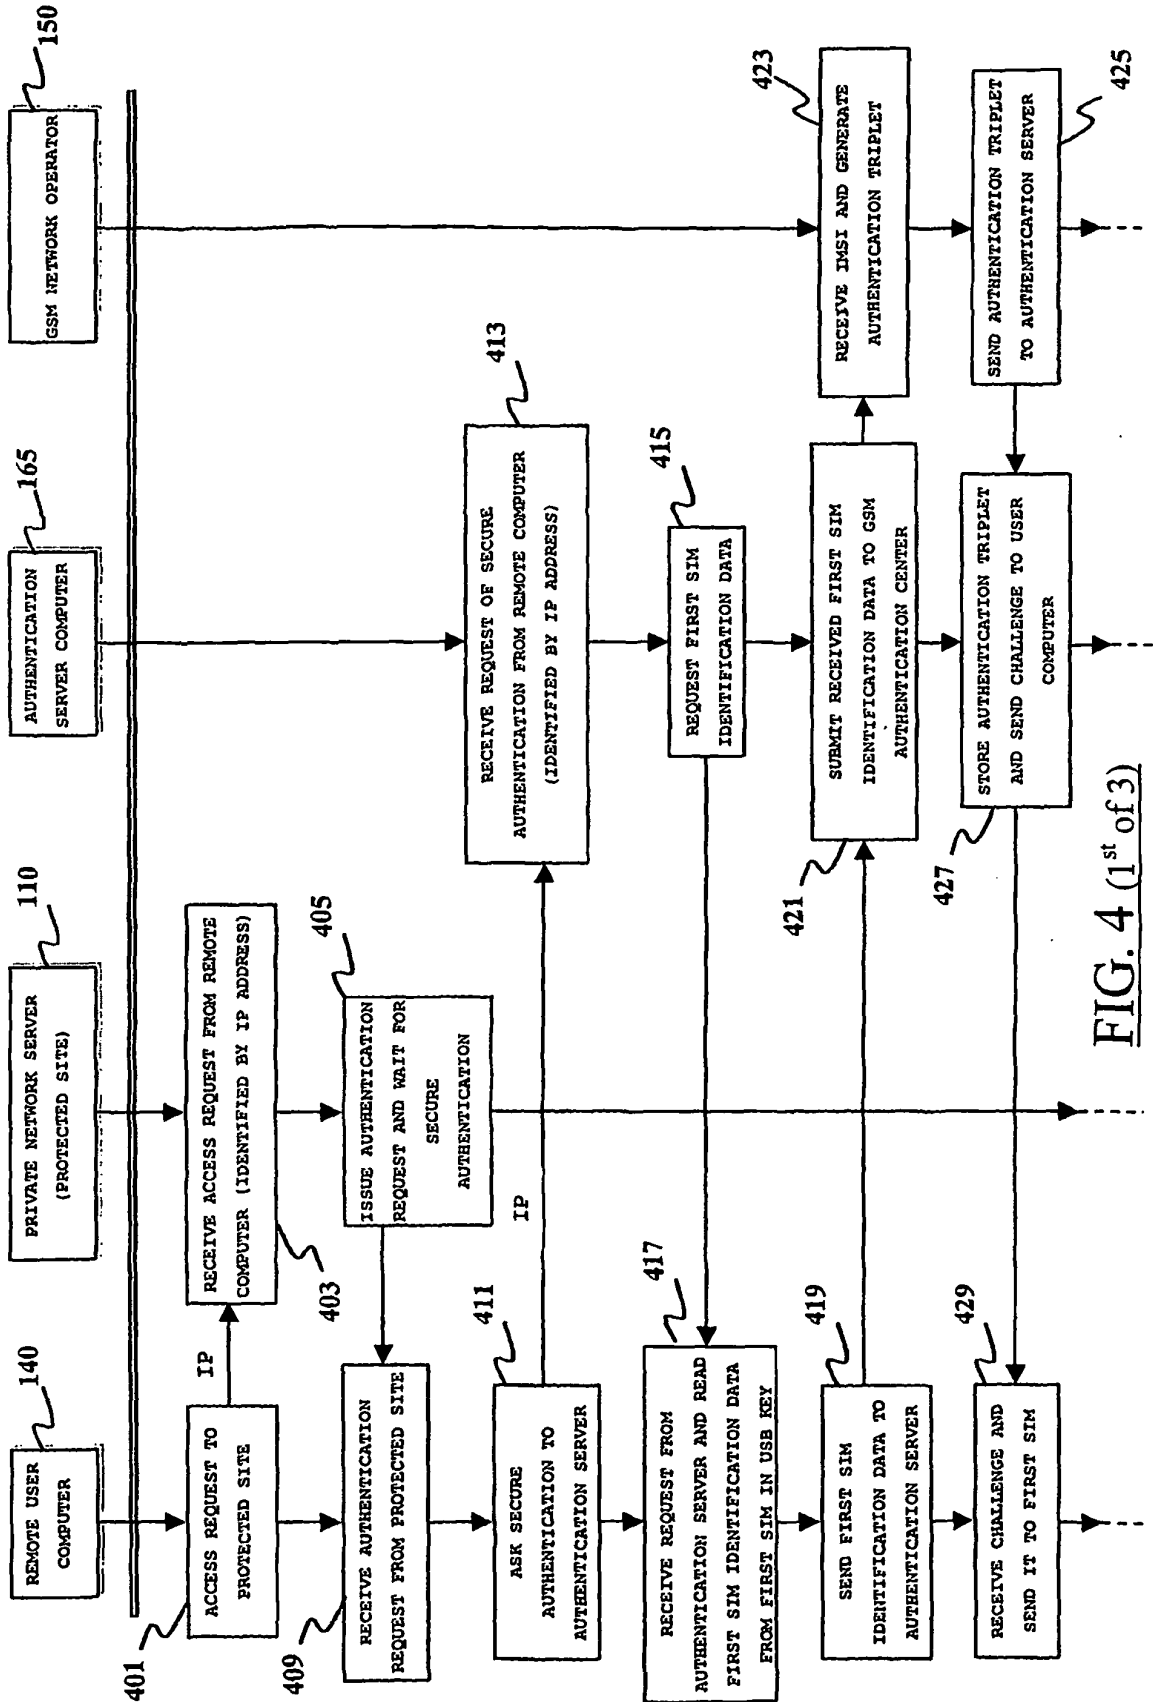 REMOTE USER
COMPUTER
140
PRIVATE NETWORK SERVER
(PROTECTED SITE)
110
AUTHENTICATION
SERVER COMPUTER
165
GSM NETWORK OPERATOR
150
401
ACCESS REQUEST TO
PROTECTED SITE
IP
RECEIVE ACCESS REQUEST FROM REMOTE
COMPUTER (IDENTIFIED BY IP ADDRESS)
403
405
ISSUE AUTHENTICATION
REQUEST AND WAIT FOR
SECURE
AUTHENTICATION
409
RECEIVE AUTHENTICATION
REQUEST FROM PROTECTED SITE
411
ASK SECURE
AUTHENTICATION TO
AUTHENTICATION SERVER
IP
413
RECEIVE REQUEST OF SECURE
AUTHENTICATION FROM REMOTE COMPUTER
(IDENTIFIED BY IP ADDRESS)
415
REQUEST FIRST SIM
IDENTIFICATION DATA
417
RECEIVE REQUEST FROM
AUTHENTICATION SERVER AND READ
FIRST SIM IDENTIFICATION DATA
FROM FIRST SIM IN USB KEY
419
SEND FIRST SIM
IDENTIFICATION DATA TO
AUTHENTICATION SERVER
421
SUBMIT RECEIVED FIRST SIM
IDENTIFICATION DATA TO GSM
AUTHENTICATION CENTER
423
RECEIVE IMSI AND GENERATE
AUTHENTICATION TRIPLET
SEND AUTHENTICATION TRIPLET
TO AUTHENTICATION SERVER
425
427
STORE AUTHENTICATION TRIPLET
AND SEND CHALLENGE TO USER
COMPUTER
429
RECEIVE CHALLENGE AND
SEND IT TO FIRST SIM
FIG. 4 (1st of 3)